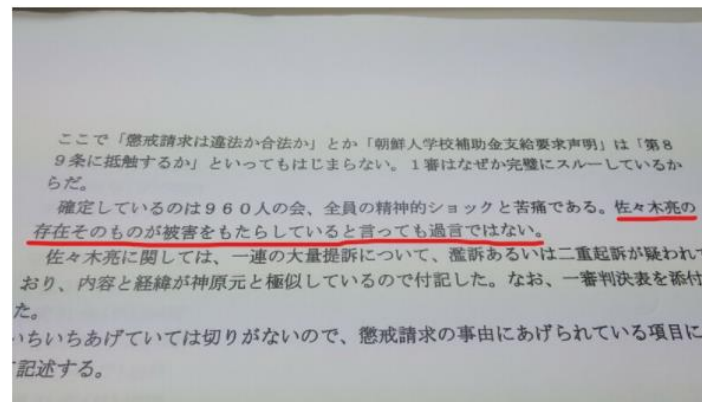 ここで「懲戒請求は違法か合法か」とか「朝鮮人学校補助金支給要求声明」は「第８
９条に抵触するか」といってもはじまらない。１審はなぜか完璧にスルーしているか
らだ。
確定しているのは９６０人の会、全員の精神的ショックと苦痛である。佐々木亮の
存在そのものが被害をもたらしていると言っても過言ではない。
佐々木亮に関しては、一連の大量提訴について、濫訴あるいは二重起訴が疑われて
おり、内容と経緯が神原元と極似しているので付記した。なお、一審判決表を添付
た。
いちいちあげていては切りがないので、懲戒請求の事由にあげられている項目に
記述する。